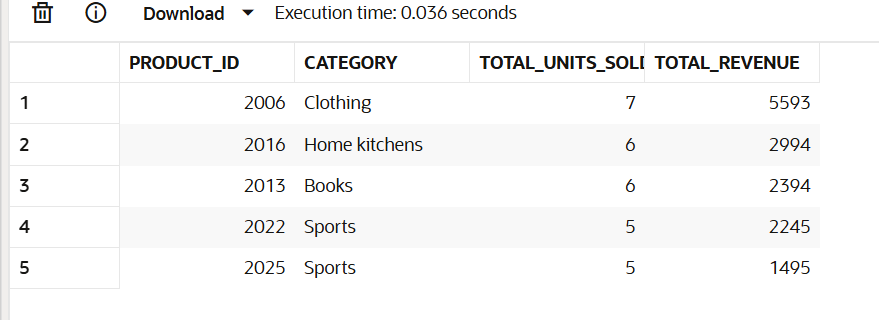 Download Execution time: 0.036 seconds
PRODUCT_ID CATEGORY TOTAL_UNITS_SOLD TOTAL_REVENUE
1 2006 Clothing 7 5593
2 2016 Home kitchens 6 2994
3 2013 Books 6 2394
4 2022 Sports 5 2245
5 2025 Sports 5 1495